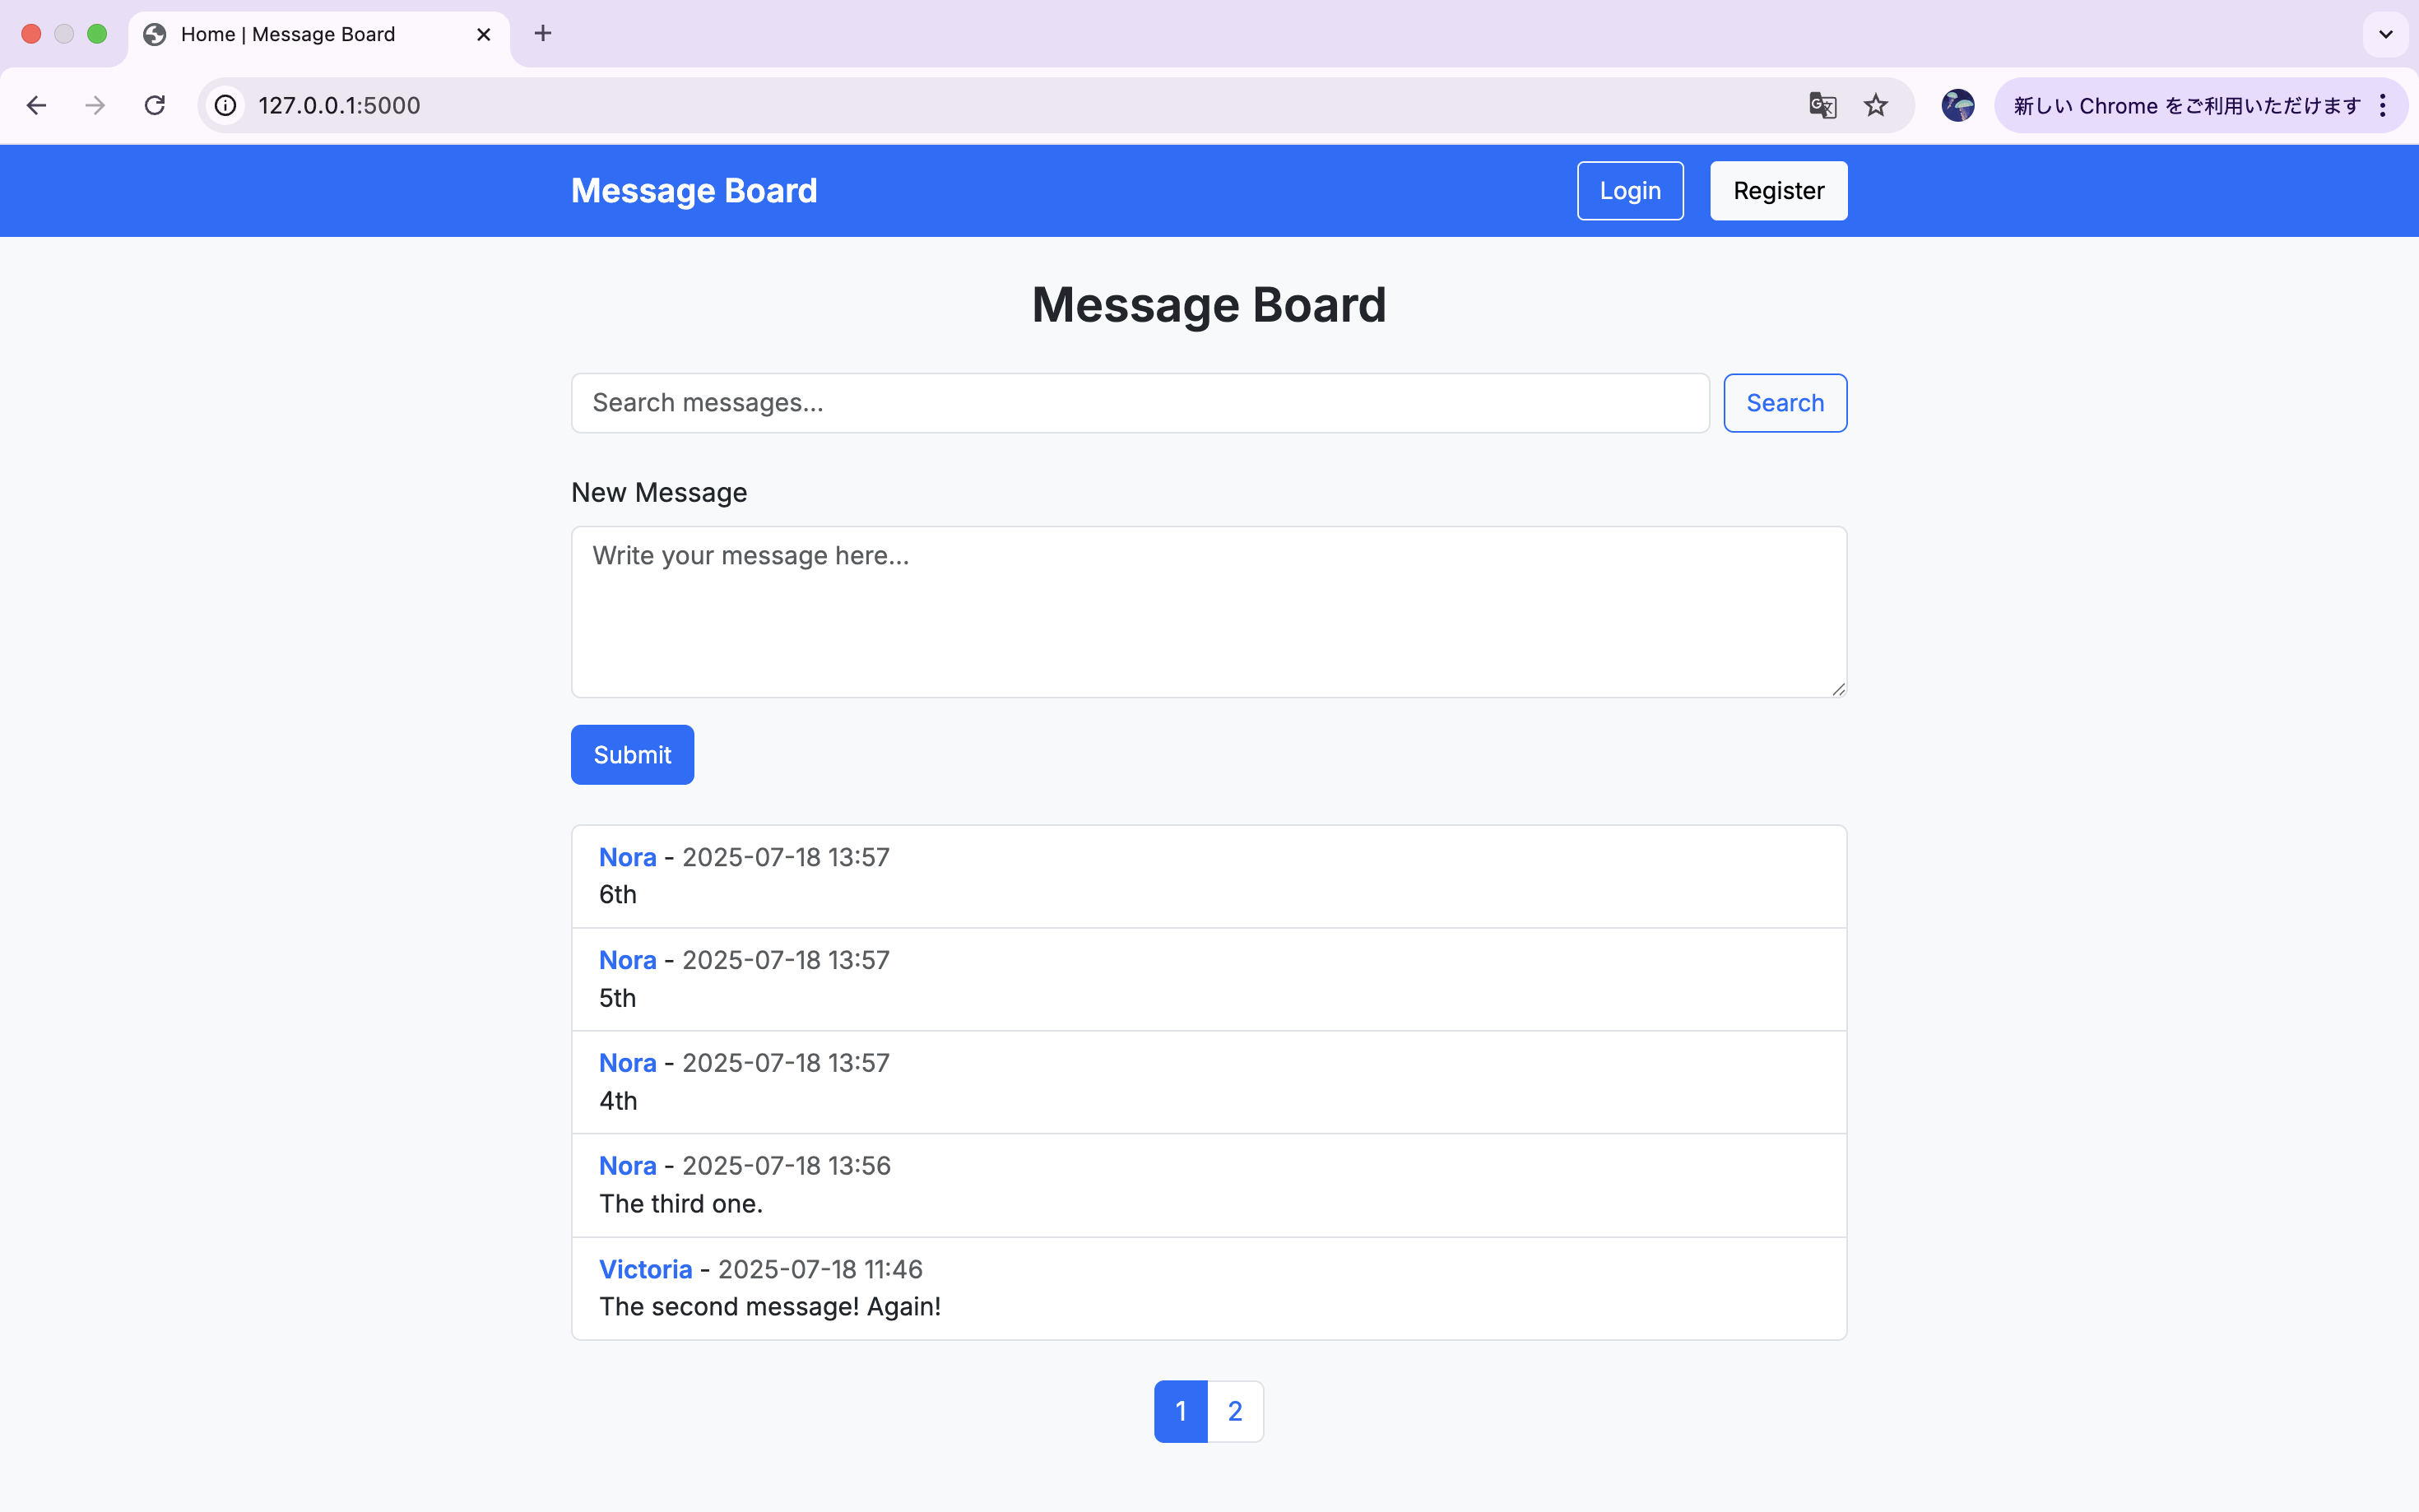 Home | Message Board
127.0.0.1:5000
新しい Chrome をご利用いただけます
Message Board
Login
Register
Message Board
Search messages...
Search
New Message
Write your message here...
Submit
Nora - 2025-07-18 13:57
6th
Nora - 2025-07-18 13:57
5th
Nora - 2025-07-18 13:57
4th
Nora - 2025-07-18 13:56
The third one.
Victoria - 2025-07-18 11:46
The second message! Again!
1 2